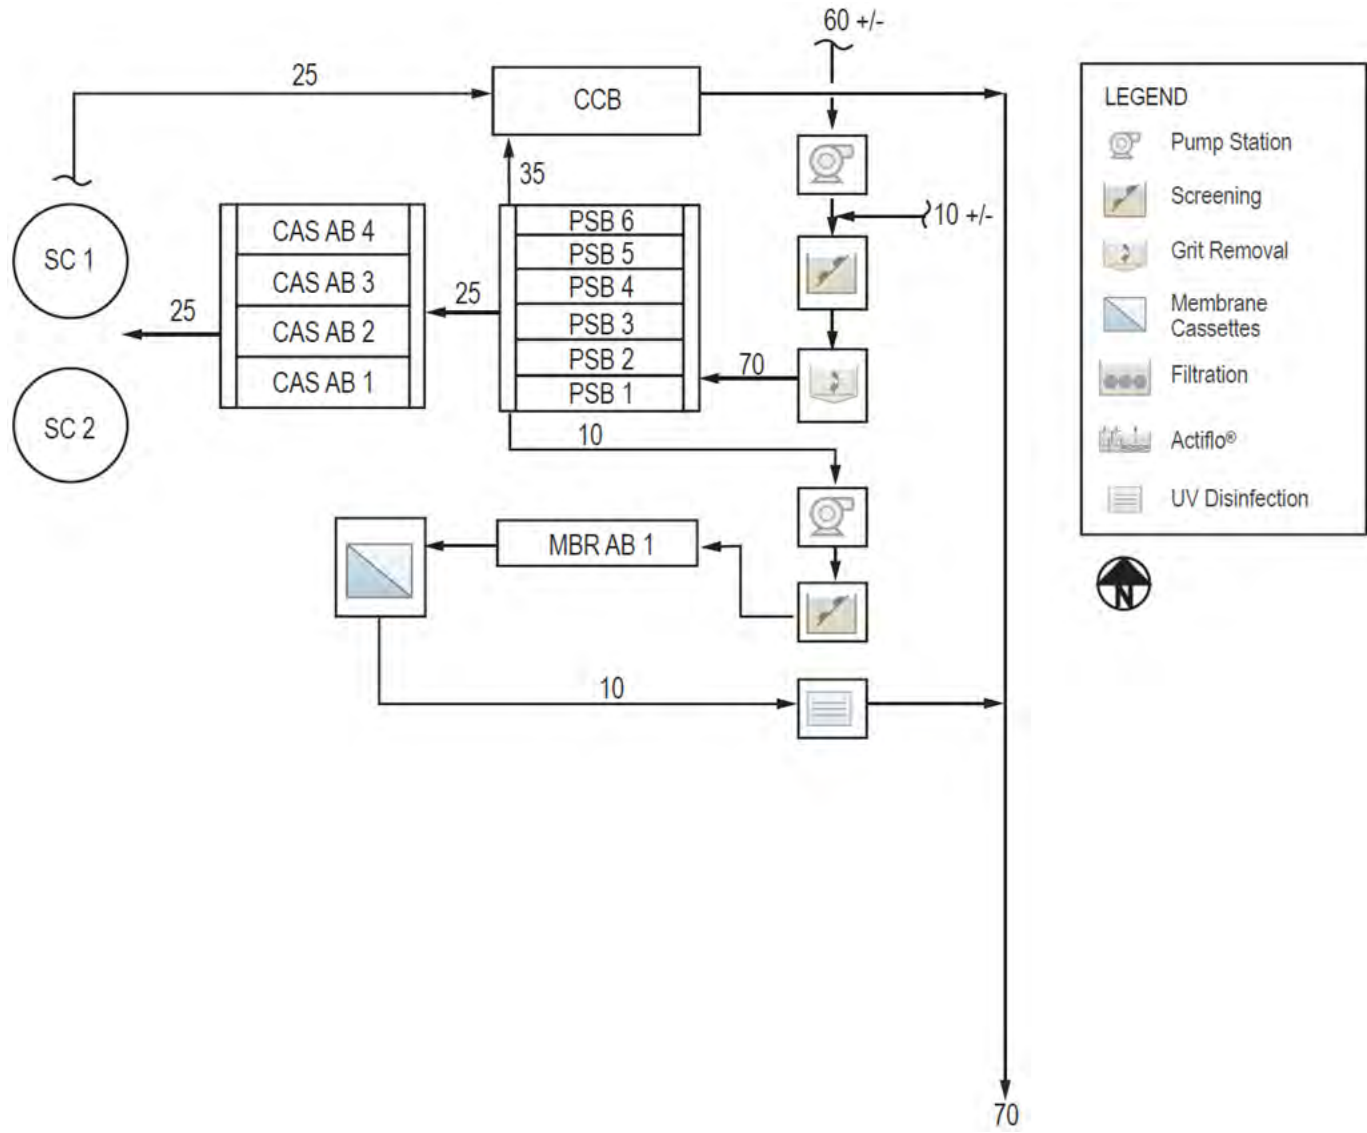 60 +/-
25
CCB
35
10 +/-
SC 1
SC 2
25
CAS AB 4
CAS AB 3
CAS AB 2
CAS AB 1
25
PSB 6
PSB 5
PSB 4
PSB 3
PSB 2
PSB 1
70
10
MBR AB 1
10
70
LEGEND
Pump Station
Screening
Grit Removal
Membrane
Cassettes
Filtration
Actiflo®
UV Disinfection
N